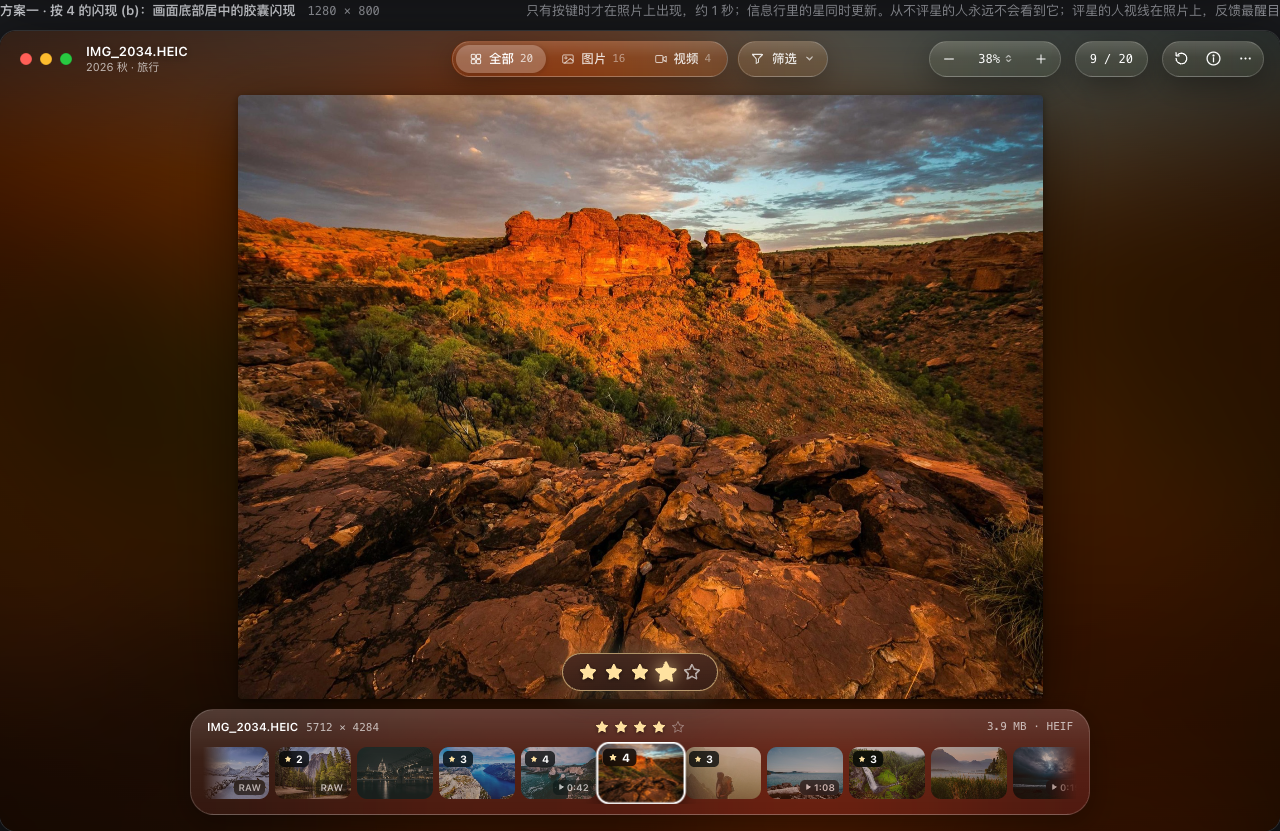 方案一 · 按 4 的闪现 (b)：画面底部居中的胶囊闪现 1280 × 800
只有按键时才在照片上出现，约 1 秒；信息行里的星同时更新。从不评星的人永远不会看到它；评星的人视线在照片上，反馈最醒目
IMG_2034.HEIC
2026 秋 · 旅行
全部 20 图片 16 视频 4 筛选
38% 9 / 20
IMG_2034.HEIC 5712 × 4284 3.9 MB · HEIF
RAW 2 RAW 3 4 0:42 4 3 1:08 3